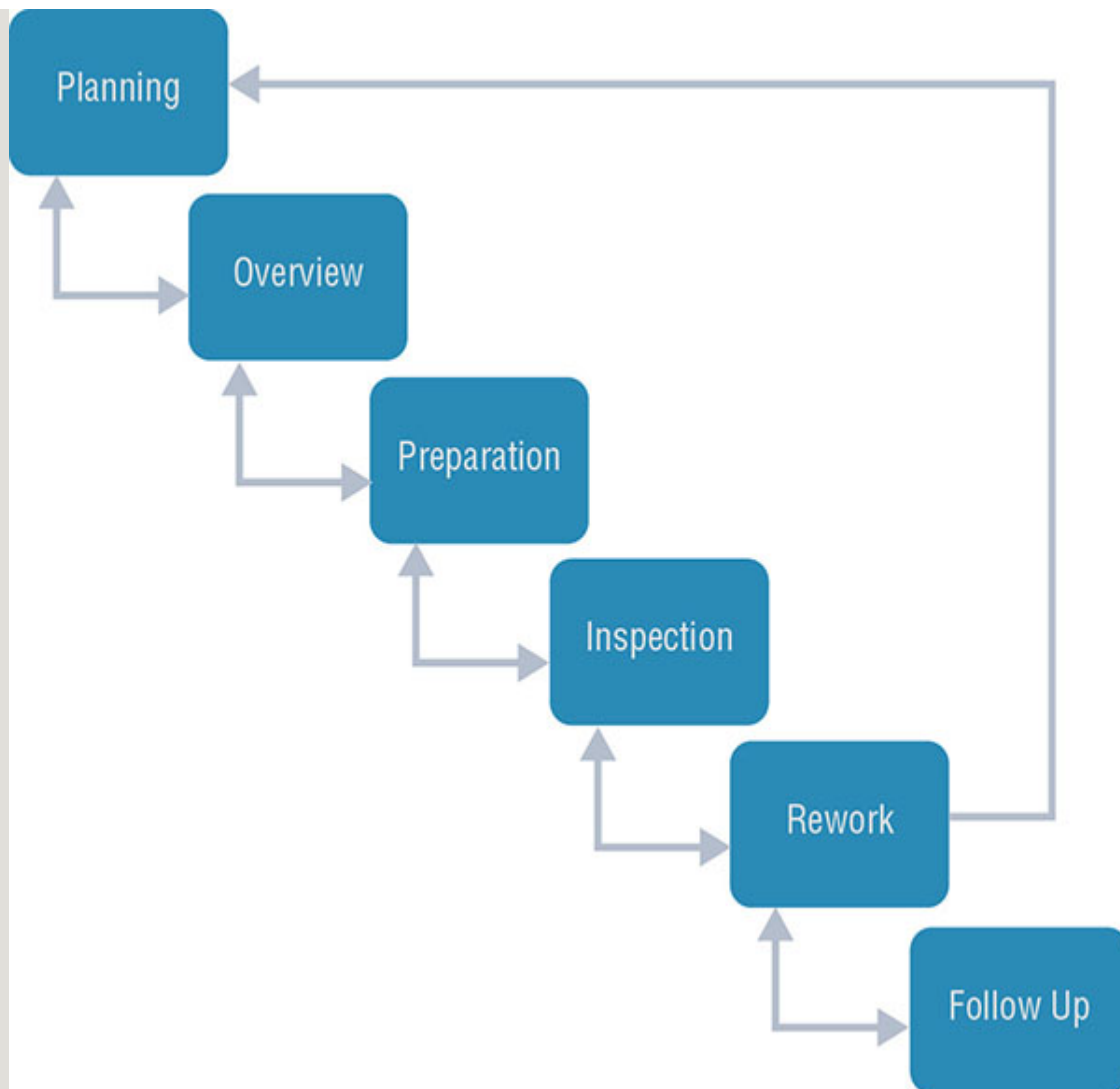 Planning
Overview
Preparation
Inspection
Rework
Follow Up